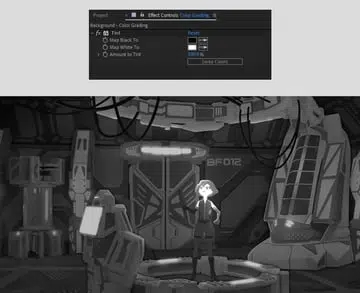 Project
Effect Controls Color Grading
Background • Color Grading
fx Tint
Reset
Map Black To
Map White To
Amount to Tint
Swap Colors
BF012